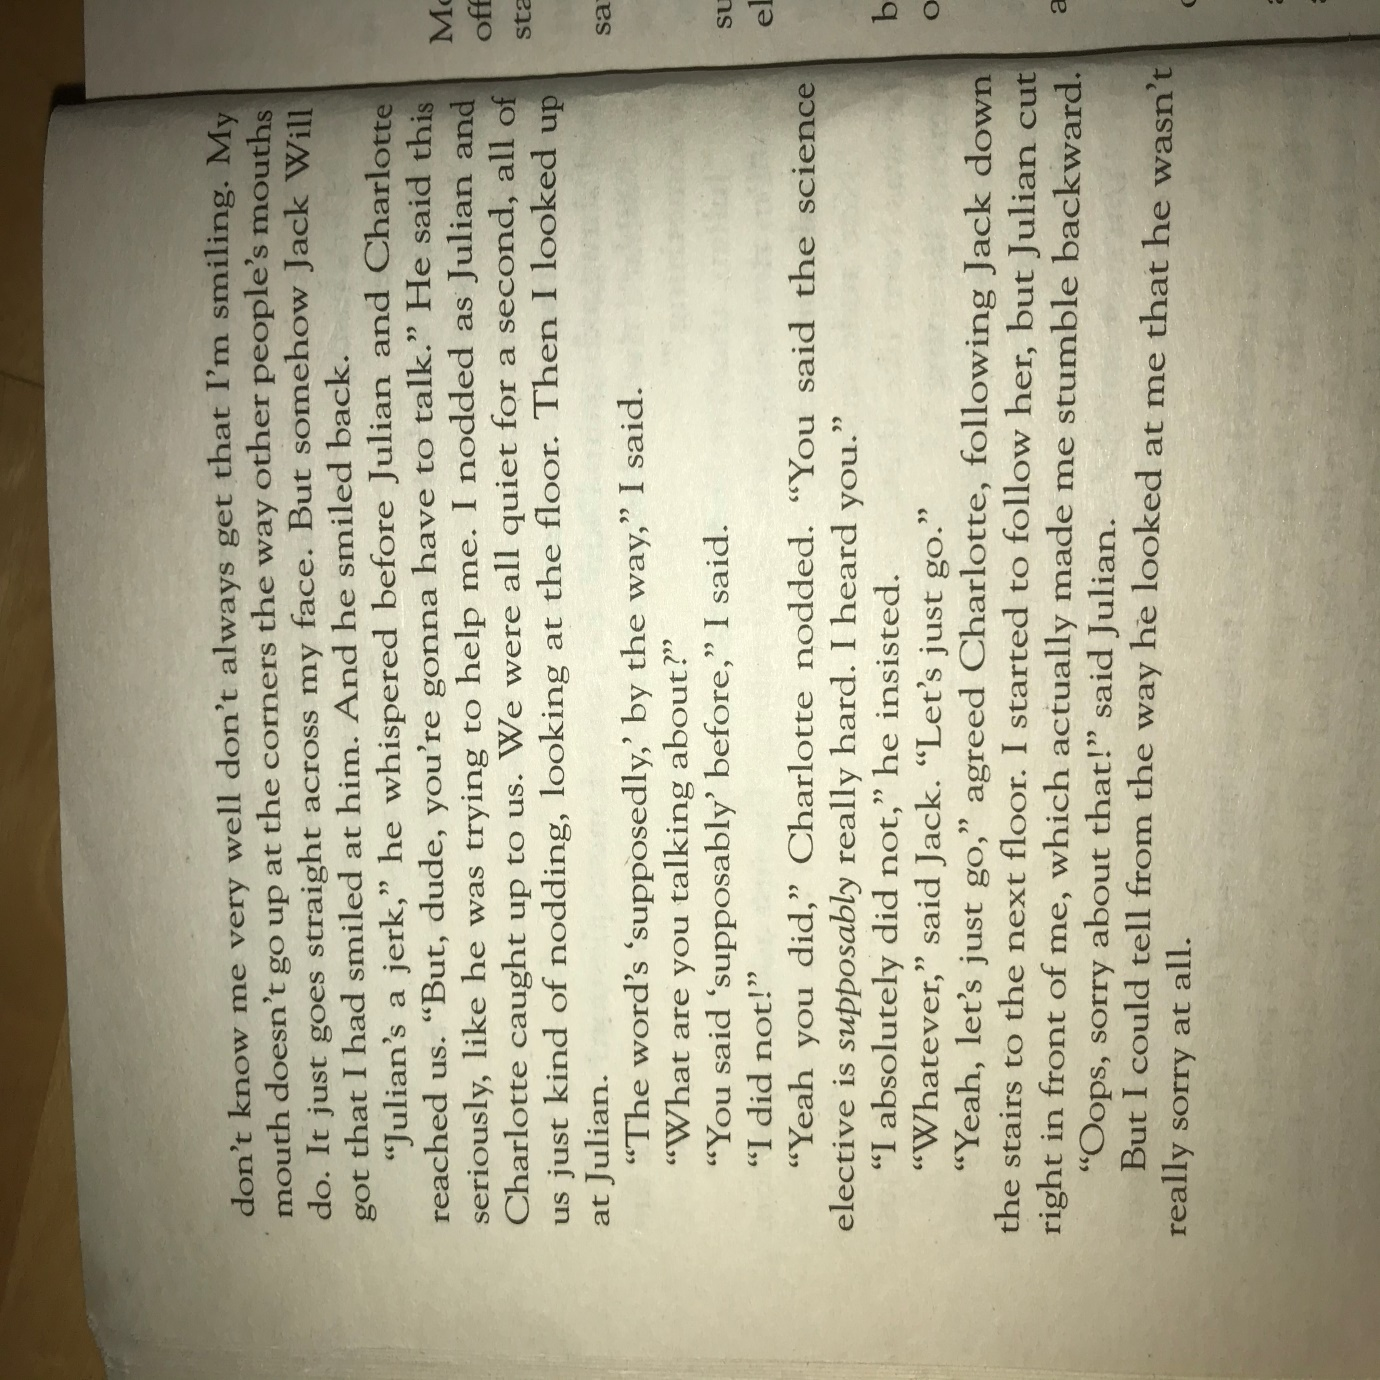 don't know me very well don't always get that I'm smiling. My
mouth doesn't go up at the corners the way other people's mouths
do. It just goes straight across my face. But somehow Jack Will
got that I had smiled at him. And he smiled back.
“Julian's a jerk,” he whispered before Julian and Charlotte
reached us. “But, dude, you're gonna have to talk.” He said this
seriously, like he was trying to help me. I nodded as Julian and
Charlotte caught up to us. We were all quiet for a second, all of
us just kind of nodding, looking at the floor. Then I looked up
at Julian.
“The word's ‘supposedly,’ by the way,” I said.
“What are you talking about?”
“You said ‘supposably’ before,” I said.
“I did not!”
“Yeah you did,” Charlotte nodded. “You said the science
elective is supposably really hard. I heard you.”
“I absolutely did not,” he insisted.
“Whatever,” said Jack. “Let's just go.”
“Yeah, let's just go,” agreed Charlotte, following Jack down
the stairs to the next floor. I started to follow her, but Julian cut
right in front of me, which actually made me stumble backward.
“Oops, sorry about that!” said Julian.
But I could tell from the way he looked at me that he wasn't
really sorry at all.